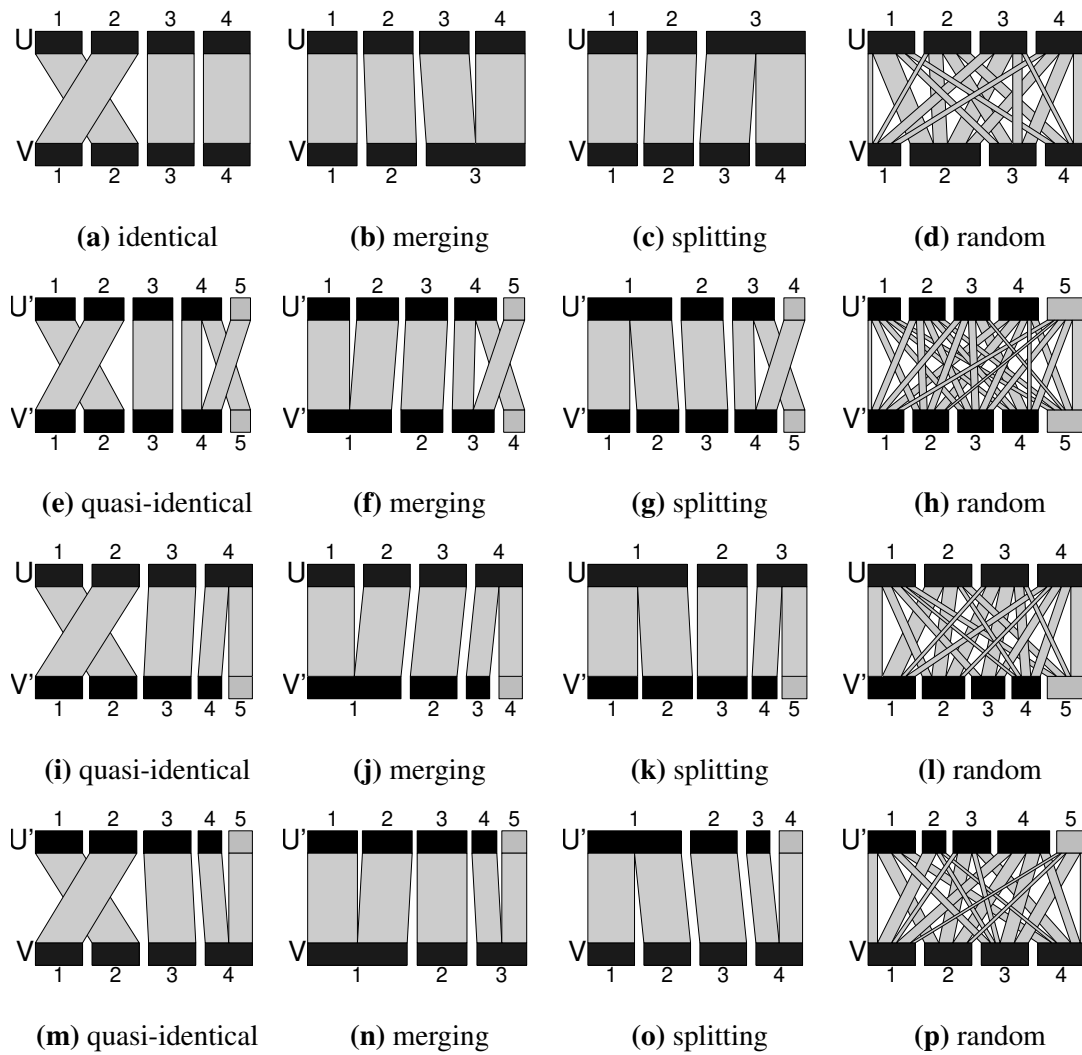 1 2 3 4 1 2 3 4 1 2 3 1 2 3 4
U U U U
V V V V
1 2 3 4 1 2 3 1 2 3 4 1 2 3 4
(a) identical (b) merging (c) splitting (d) random
1 2 3 4 5 1 2 3 4 5 1 2 3 4 1 2 3 4 5
U' U' U' U'
V' V' V' V'
1 2 3 4 5 1 2 3 4 1 2 3 4 5 1 2 3 4 5
(e) quasi-identical (f) merging (g) splitting (h) random
1 2 3 4 1 2 3 4 1 2 3 1 2 3 4
U U U U
V' V' V' V'
1 2 3 4 5 1 2 3 4 1 2 3 4 5 1 2 3 4 5
(i) quasi-identical (j) merging (k) splitting (l) random
1 2 3 4 5 1 2 3 4 5 1 2 3 4 1 2 3 4 5
U' U' U' U'
V V V V
1 2 3 4 1 2 3 1 2 3 4 1 2 3 4
(m) quasi-identical (n) merging (o) splitting (p) random